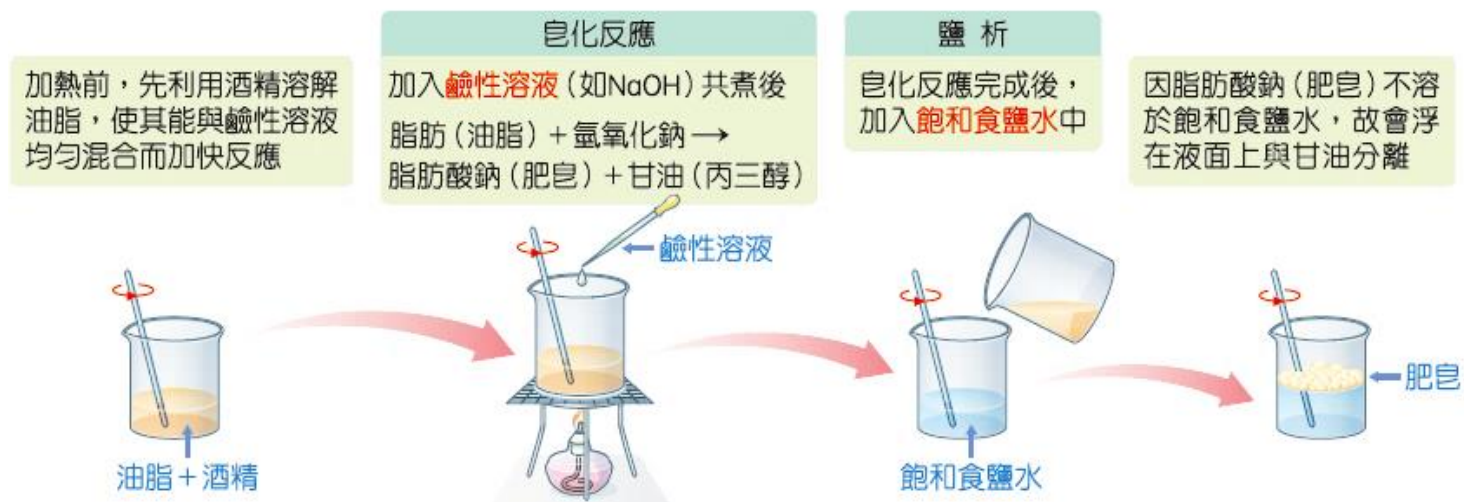 加熱前，先利用酒精溶解
油脂，使其能與鹼性溶液
均勻混合而加快反應
皂化反應
加入鹼性溶液（如NaOH）共煮後
脂肪（油脂）＋氫氧化鈉→
脂肪酸鈉（肥皂）＋甘油（丙三醇）
鹽析
皂化反應完成後，
加入飽和食鹽水中
因脂肪酸鈉（肥皂）不溶
於飽和食鹽水，故會浮
在液面上與甘油分離
油脂＋酒精
鹼性溶液
飽和食鹽水
肥皂